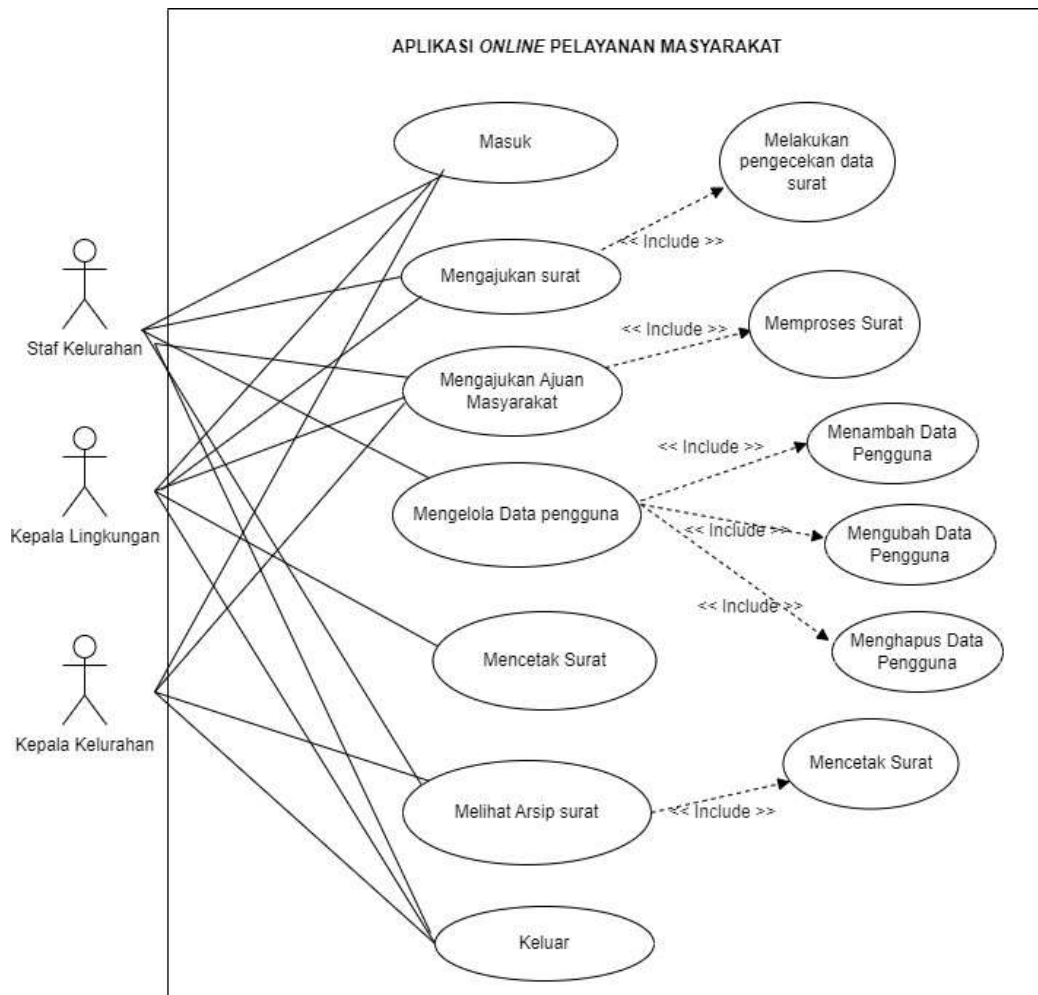 APLIKASI ONLINE PELAYANAN MASYARAKAT
Masuk
Melakukan
pengecekan data
surat
<< Include >>
Mengajukan surat
Staf Kelurahan
<< Include >>
Memproses Surat
Mengajukan Ajuan
Masyarakat
<< Include >>
Menambah Data
Pengguna
Kepala Lingkungan
Mengelola Data pengguna
<< Include >>
Mengubah Data
Pengguna
<< Include >>
Menghapus Data
Pengguna
Mencetak Surat
Kepala Kelurahan
Mencetak Surat
Melihat Arsip surat
<< Include >>
Keluar